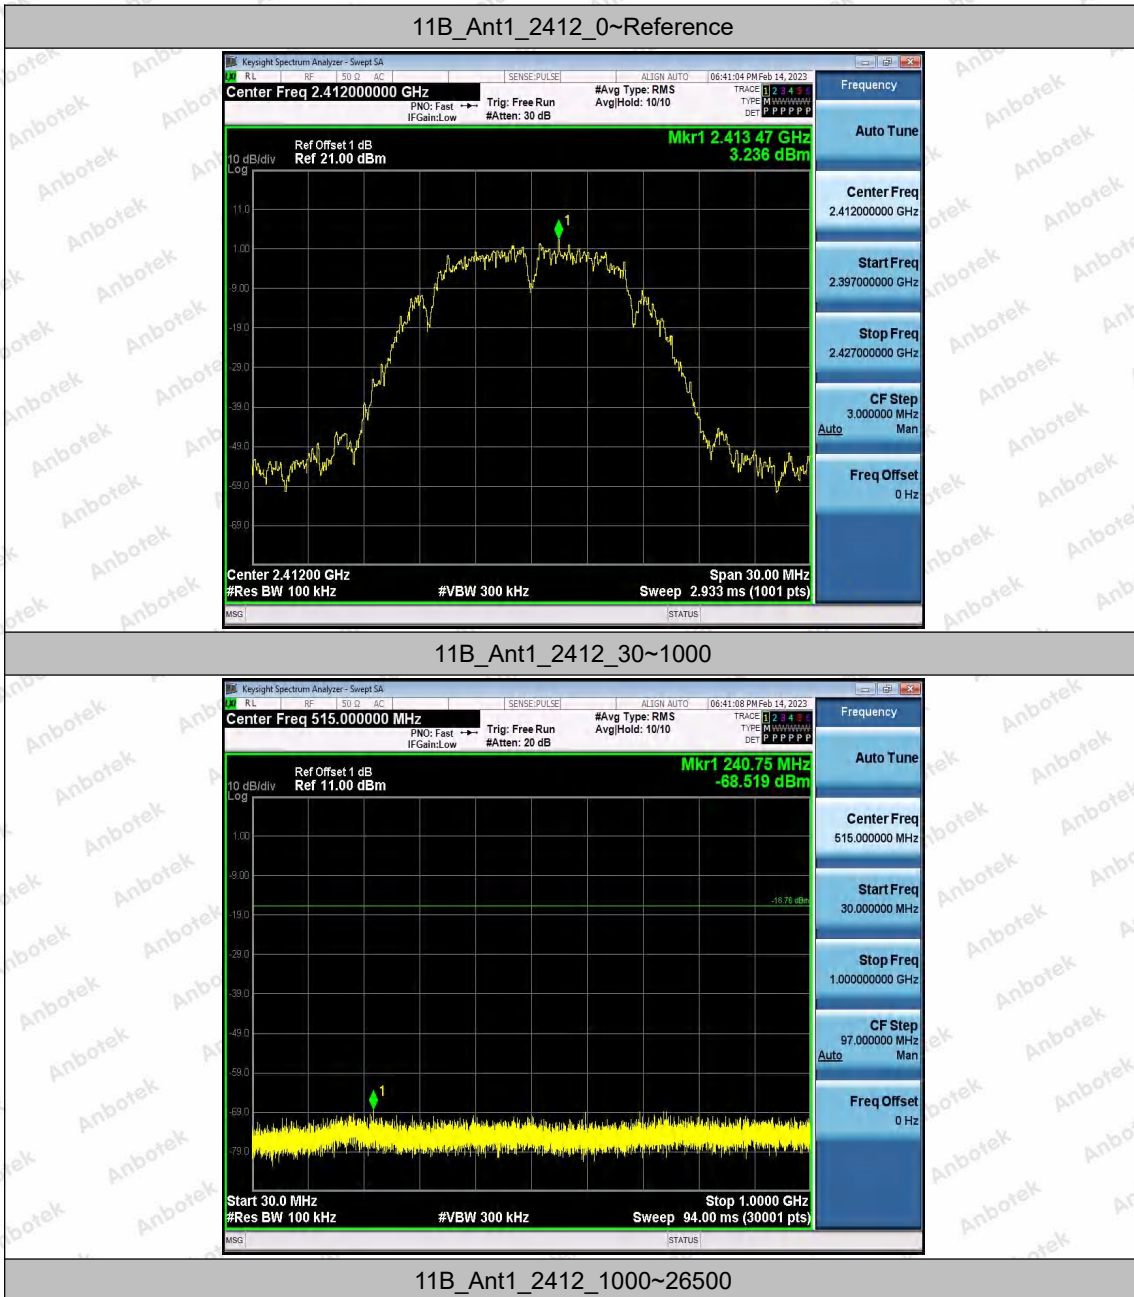 11B_Ant1_2412_0~Reference
Keysight Spectrum Analyzer - Swept SA
RL RF 50 Ω AC SENSE:PULSE ALIGN AUTO 06:41:04 PM Feb 14, 2023
Center Freq 2.412000000 GHz
PNO: Fast
IFGain:Low
Trig: Free Run
#Atten: 30 dB
#Avg Type: RMS
Avg|Hold: 10/10
TRACE 1 2 3 4 5 6
TYPE M W W W W W
DET P P P P P P
Ref Offset 1 dB
10 dB/div Ref 21.00 dBm
Log
Mkr1 2.413 47 GHz
3.236 dBm
11.0
1.00
-9.00
-19.0
-29.0
-39.0
-49.0
-59.0
-69.0
1
Center 2.41200 GHz Span 30.00 MHz
#Res BW 100 kHz #VBW 300 kHz Sweep 2.933 ms (1001 pts)
MSG STATUS
Frequency
Auto Tune
Center Freq
2.412000000 GHz
Start Freq
2.397000000 GHz
Stop Freq
2.427000000 GHz
CF Step
3.000000 MHz
Auto Man
Freq Offset
0 Hz
11B_Ant1_2412_30~1000
Keysight Spectrum Analyzer - Swept SA
RL RF 50 Ω AC SENSE:PULSE ALIGN AUTO 06:41:08 PM Feb 14, 2023
Center Freq 515.000000 MHz
PNO: Fast
IFGain:Low
Trig: Free Run
#Atten: 20 dB
#Avg Type: RMS
Avg|Hold: 10/10
TRACE 1 2 3 4 5 6
TYPE M W W W W W
DET P P P P P P
Ref Offset 1 dB
10 dB/div Ref 11.00 dBm
Log
Mkr1 240.75 MHz
-68.519 dBm
1.00
-9.00
-16.76 dBm
-19.0
-29.0
-39.0
-49.0
-59.0
-69.0
-79.0
1
Start 30.0 MHz Stop 1.0000 GHz
#Res BW 100 kHz #VBW 300 kHz Sweep 94.00 ms (30001 pts)
MSG STATUS
Frequency
Auto Tune
Center Freq
515.000000 MHz
Start Freq
30.000000 MHz
Stop Freq
1.000000000 GHz
CF Step
97.000000 MHz
Auto Man
Freq Offset
0 Hz
11B_Ant1_2412_1000~26500